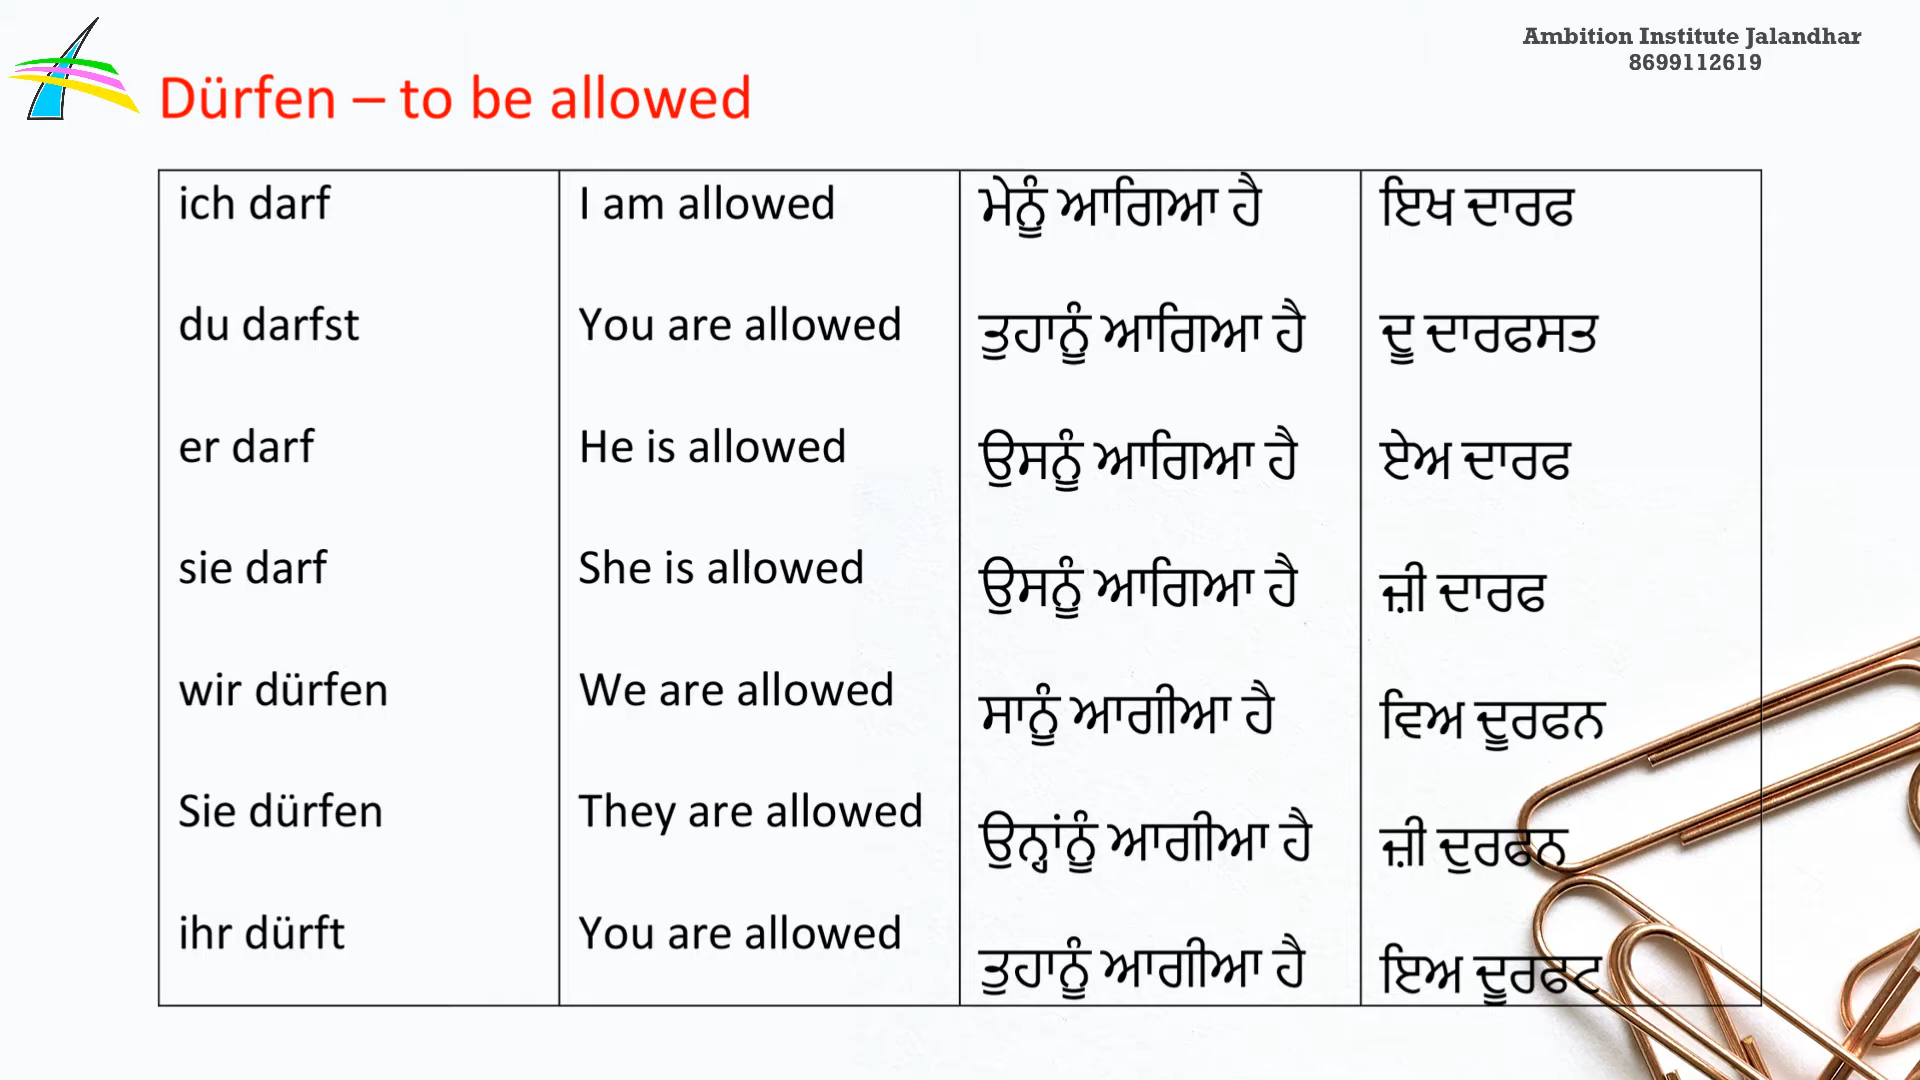 Ambition Institute Jalandhar
8699112619
Dürfen – to be allowed
ich darf I am allowed ਮੇਨੂੰ ਆਗਿਆ ਹੈ ਇਖ ਦਾਰਫ
du darfst You are allowed ਤੁਹਾਨੂੰ ਆਗਿਆ ਹੈ ਦੂ ਦਾਰਫਸਤ
er darf He is allowed ਉਸਨੂੰ ਆਗਿਆ ਹੈ ਏਅ ਦਾਰਫ
sie darf She is allowed ਉਸਨੂੰ ਆਗਿਆ ਹੈ ਜ਼ੀ ਦਾਰਫ
wir dürfen We are allowed ਸਾਨੂੰ ਆਗੀਆ ਹੈ ਵਿਅ ਦੂਰਫਨ
Sie dürfen They are allowed ਉਨ੍ਹਾਂਨੂੰ ਆਗੀਆ ਹੈ ਜ਼ੀ ਦੁਰਫਨ
ihr dürft You are allowed ਤੁਹਾਨੂੰ ਆਗੀਆ ਹੈ ਇਅ ਦੂਰਫਟ